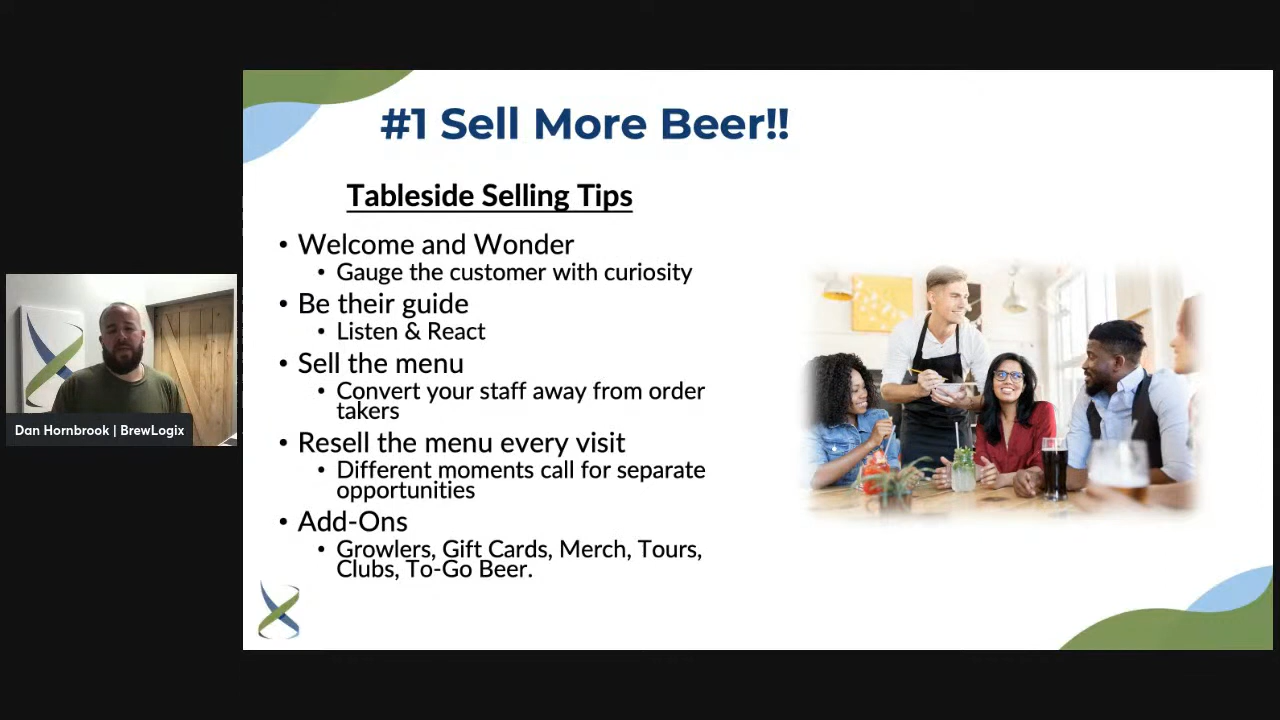 #1 Sell More Beer!!
Tableside Selling Tips
• Welcome and Wonder
• Gauge the customer with curiosity
• Be their guide
• Listen & React
• Sell the menu
• Convert your staff away from order
takers
• Resell the menu every visit
• Different moments call for separate
opportunities
• Add-Ons
• Growlers, Gift Cards, Merch, Tours,
Clubs, To-Go Beer.
Dan Hornbrook | BrewLogix